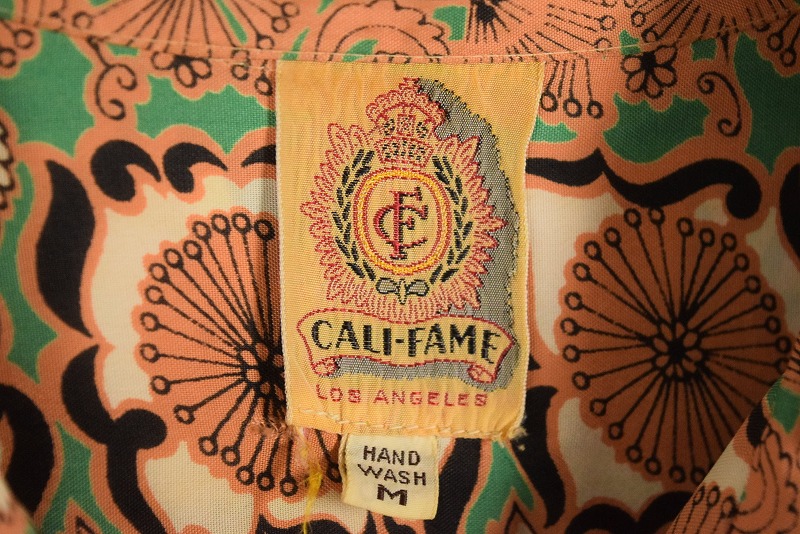 CF
CALI-FAME
LOS ANGELES
HAND
WASH
M